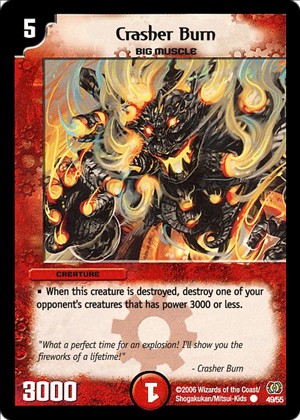 5
Crasher Burn
BIG MUSCLE
CREATURE
▪ When this creature is destroyed, destroy one of your
opponent's creatures that has power 3000 or less.
"What a perfect time for an explosion! I'll show you the
fireworks of a lifetime!"
- Crasher Burn
3000
1
©2006 Wizards of the Coast/
Shogakukan/Mitsui-Kids ● 49/55